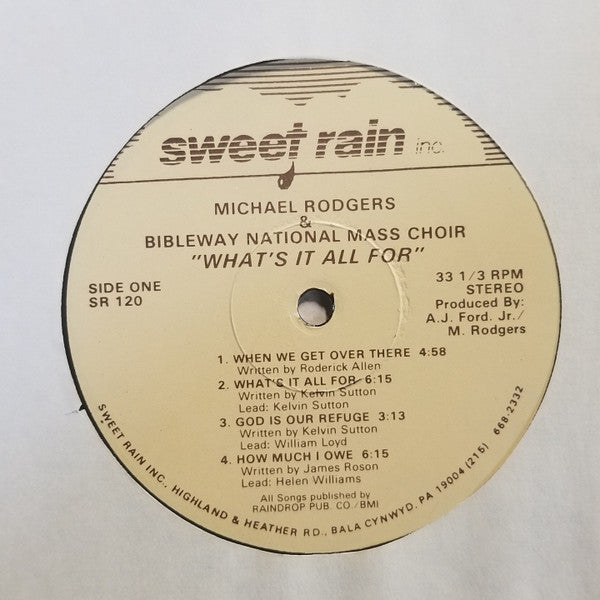 sweet rain inc.
MICHAEL RODGERS
&
BIBLEWAY NATIONAL MASS CHOIR
"WHAT'S IT ALL FOR"
SIDE ONE
SR 120
33 1/3 RPM
STEREO
Produced By:
A.J. Ford. Jr./
M. Rodgers
1. WHEN WE GET OVER THERE 4:58
Written by Roderick Allen
2. WHAT'S IT ALL FOR 6:15
Written by Kelvin Sutton
Lead: Kelvin Sutton
3. GOD IS OUR REFUGE 3:13
Written by Kelvin Sutton
Lead: William Loyd
4. HOW MUCH I OWE 6:15
Written by James Roson
Lead: Helen Williams
All Songs published by
RAINDROP PUB. CO./BMI
SWEET RAIN INC., HIGHLAND & HEATHER RD., BALA CYNWYD, PA 19004 (215) 668-2332